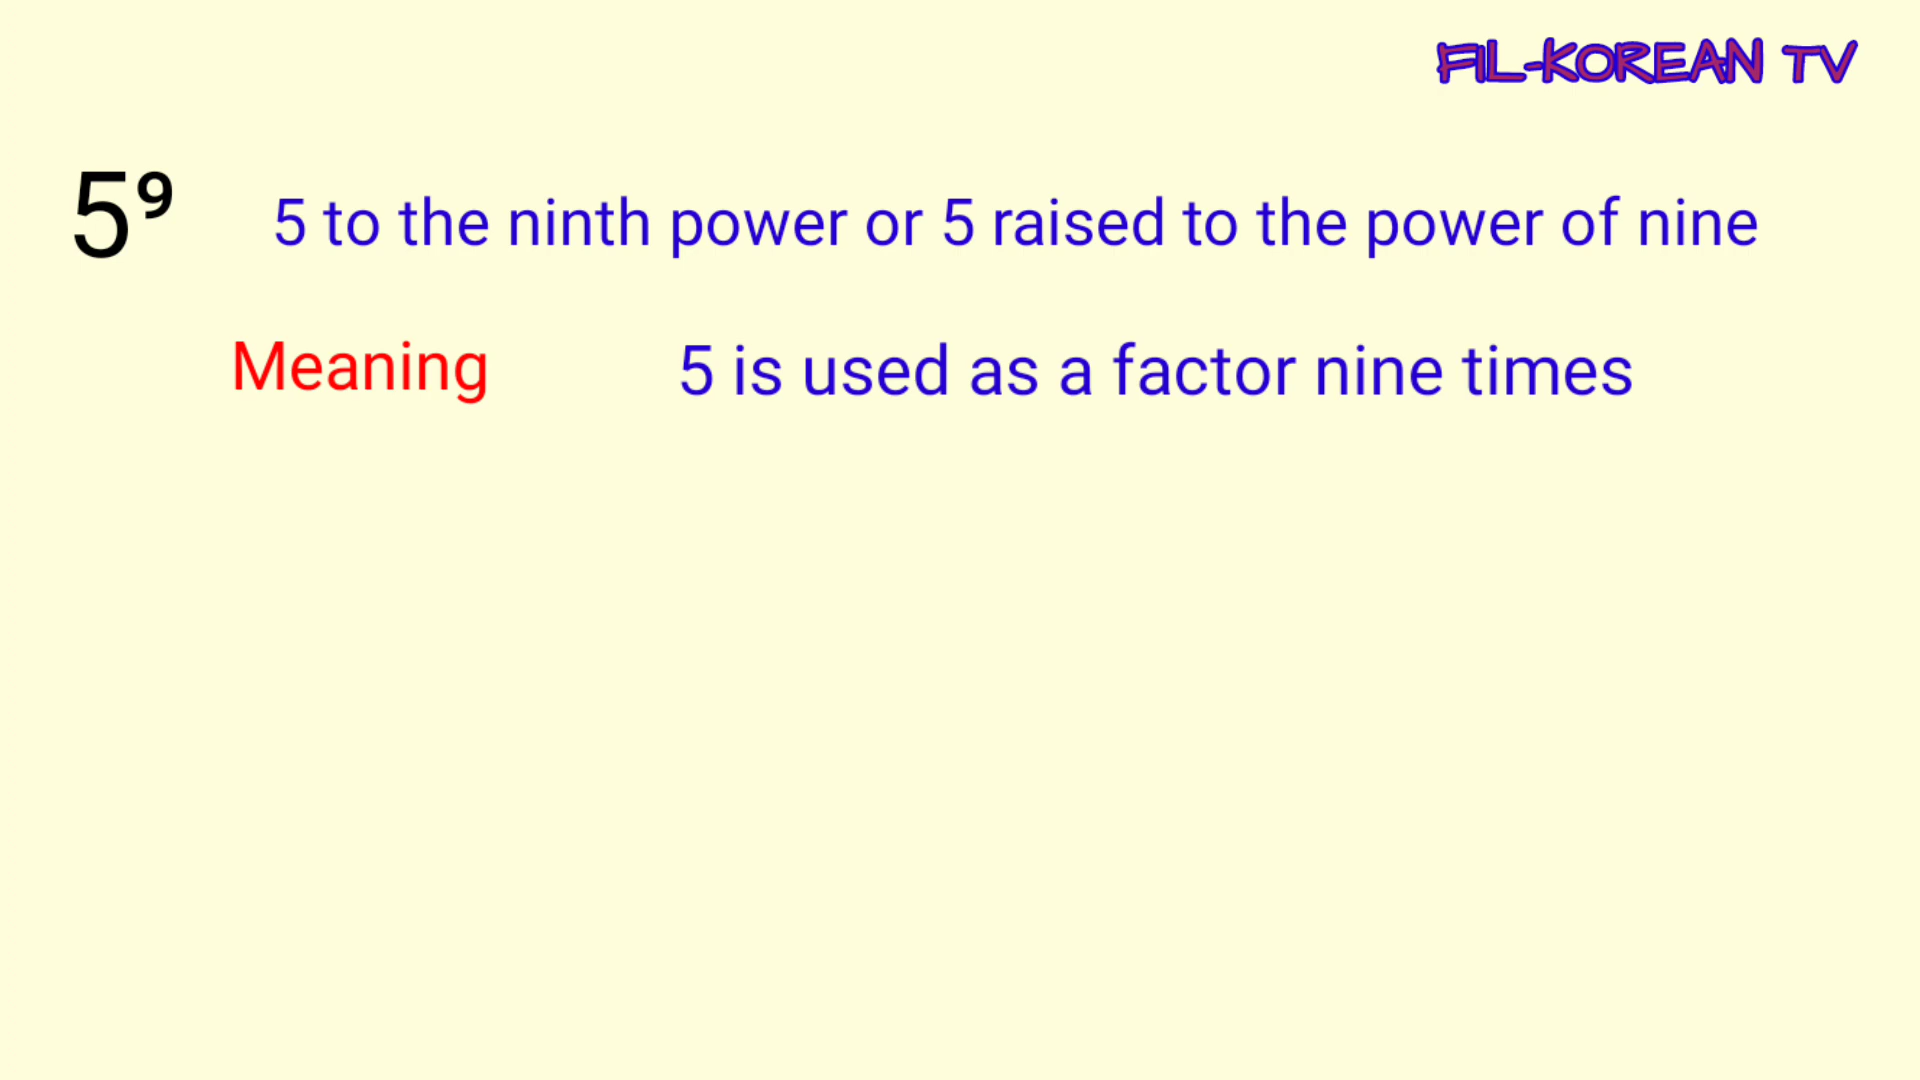 FIL-KOREAN TV
5⁹ 5 to the ninth power or 5 raised to the power of nine
Meaning 5 is used as a factor nine times